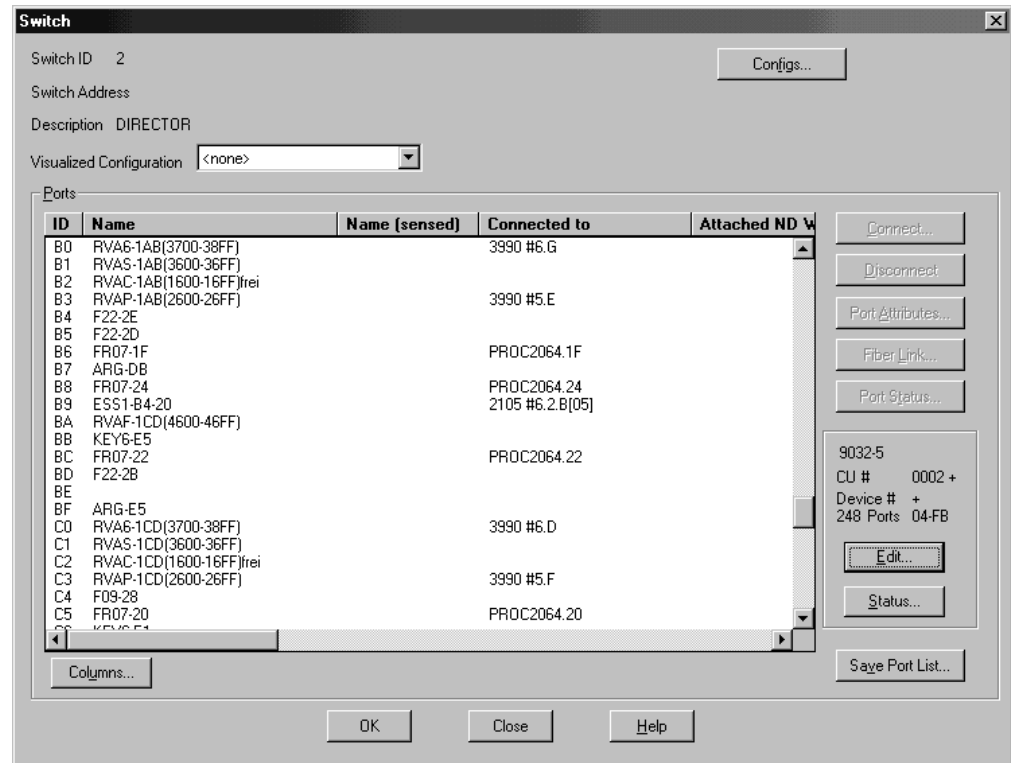 Switch
Switch ID 2
Configs...
Switch Address
Description DIRECTOR
Visualized Configuration <none>
Ports
ID Name Name (sensed) Connected to Attached ND
B0 RVA6-1AB(3700-38FF) 3990 #6.G
B1 RVAS-1AB(3600-36FF)
B2 RVAC-1AB(1600-16FF)frei
B3 RVAP-1AB(2600-26FF) 3990 #5.E
B4 F22-2E
B5 F22-2D
B6 FR07-1F PROC2064.1F
B7 ARG-DB
B8 FR07-24 PROC2064.24
B9 ESS1-B4-20 2105 #6.2.B[05]
BA RVAF-1CD(4600-46FF)
BB KEY6-E5
BC FR07-22 PROC2064.22
BD F22-2B
BE
BF ARG-E5
C0 RVA6-1CD(3700-38FF) 3990 #6.D
C1 RVAS-1CD(3600-36FF)
C2 RVAC-1CD(1600-16FF)frei
C3 RVAP-1CD(2600-26FF) 3990 #5.F
C4 F09-28
C5 FR07-20 PROC2064.20
Connect...
Disconnect
Port Attributes...
Fiber Link...
Port Status...
9032-5
CU # 0002 +
Device # +
248 Ports 04-FB
Edit...
Status...
Columns...
Save Port List...
OK Close Help